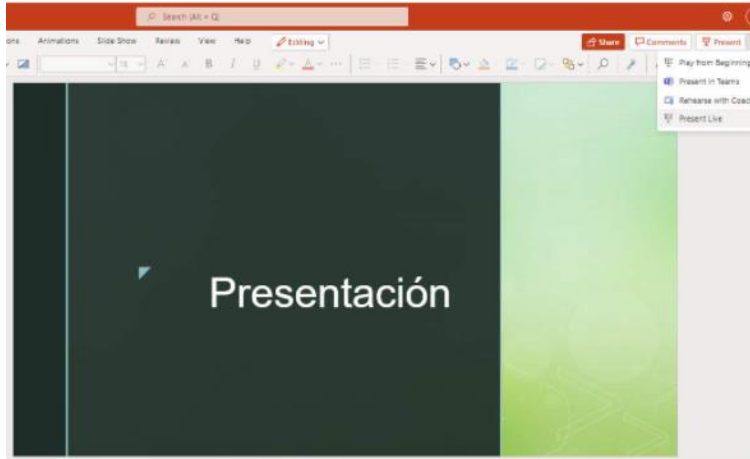 Search (Alt + Q)
Animations Slide Show Review View Help Editing
Share Comments Present
18 A A B I U A
Play from Beginning
Present in Teams
Rehearse with Coac
Present Live
Presentación